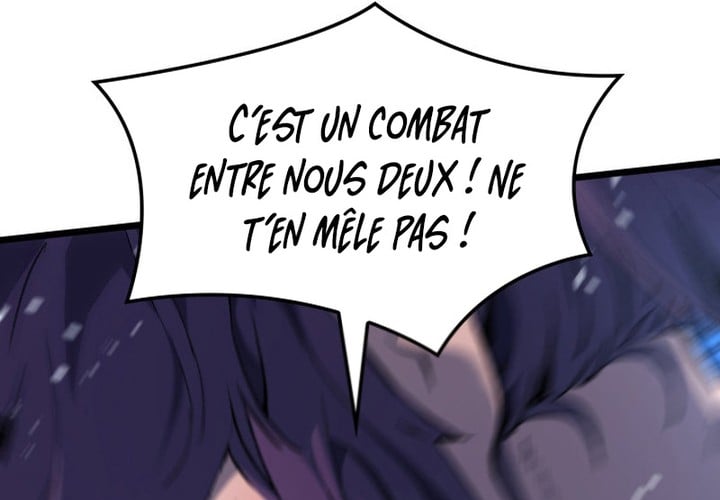 C'EST UN COMBAT
ENTRE NOUS DEUX ! NE
T'EN MÊLE PAS !